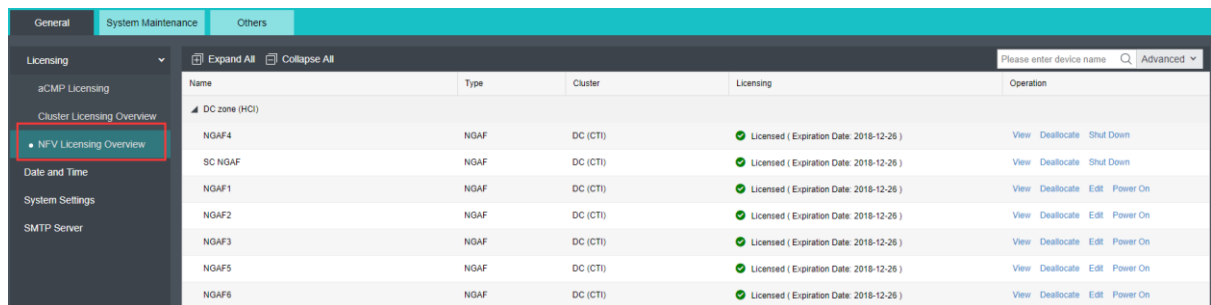 General System Maintenance Others
Licensing
aCMP Licensing
Cluster Licensing Overview
NFV Licensing Overview
Date and Time
System Settings
SMTP Server
Expand All Collapse All Please enter device name Advanced
Name Type Cluster Licensing Operation
DC zone (HCI)
NGAF4 NGAF DC (CTI) Licensed ( Expiration Date: 2018-12-26 ) View Deallocate Shut Down
SC NGAF NGAF DC (CTI) Licensed ( Expiration Date: 2018-12-26 ) View Deallocate Shut Down
NGAF1 NGAF DC (CTI) Licensed ( Expiration Date: 2018-12-26 ) View Deallocate Edit Power On
NGAF2 NGAF DC (CTI) Licensed ( Expiration Date: 2018-12-26 ) View Deallocate Edit Power On
NGAF3 NGAF DC (CTI) Licensed ( Expiration Date: 2018-12-26 ) View Deallocate Edit Power On
NGAF5 NGAF DC (CTI) Licensed ( Expiration Date: 2018-12-26 ) View Deallocate Edit Power On
NGAF6 NGAF DC (CTI) Licensed ( Expiration Date: 2018-12-26 ) View Deallocate Edit Power On